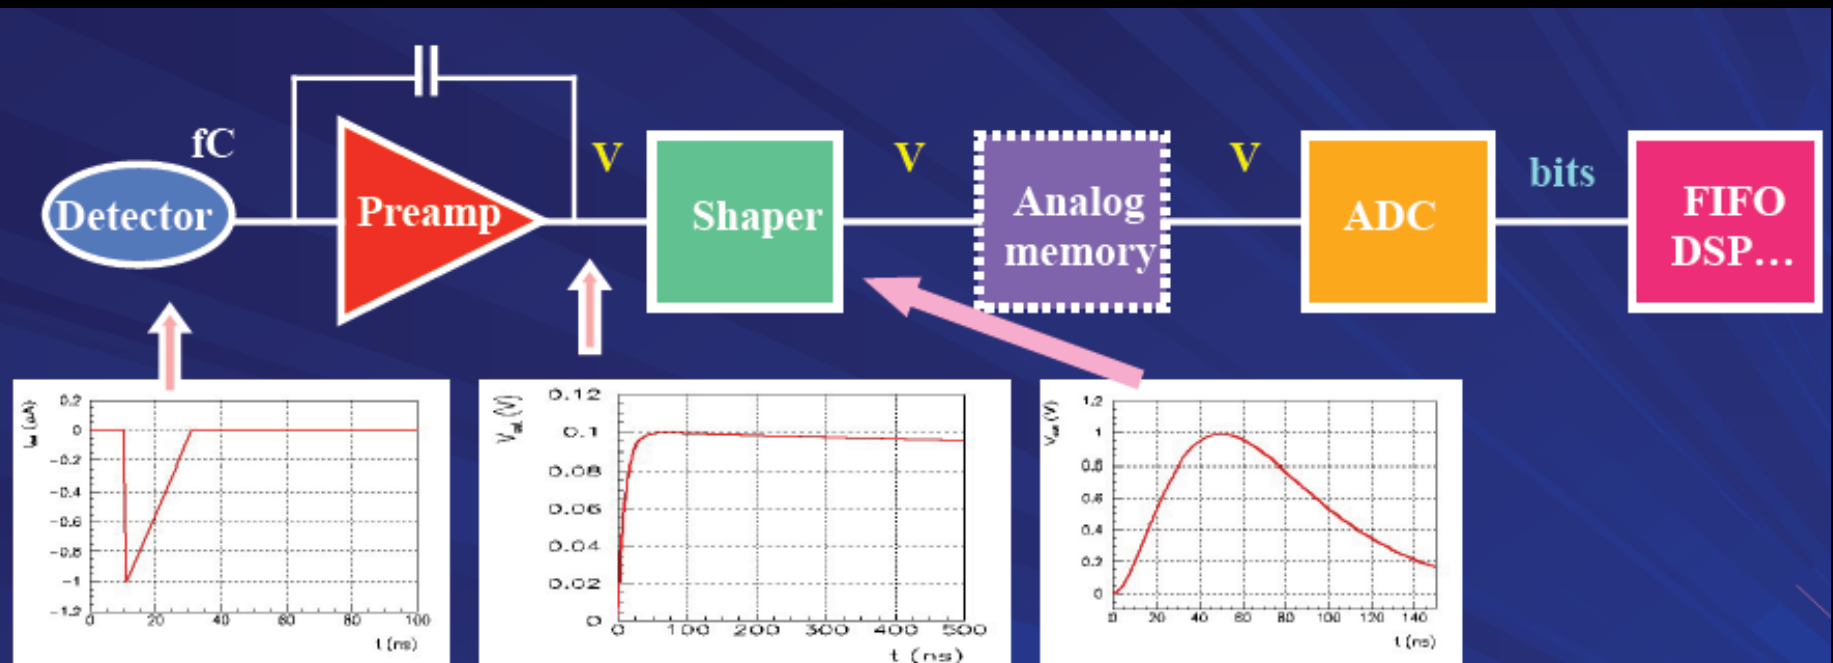 fC
V
V
V
bits
Detector
Preamp
Shaper
Analog
memory
ADC
FIFO
DSP...
0.2
0
-0.2
-0.4
-0.6
-0.8
-1
-1.2
0 20 40 60 80 100
t (ns)
0.12
0.1
0.08
0.06
0.04
0.02
0
0 100 200 300 400 500
t (ns)
1.2
1
0.8
0.6
0.4
0.2
0
0 20 40 60 80 100 120 140
t (ns)